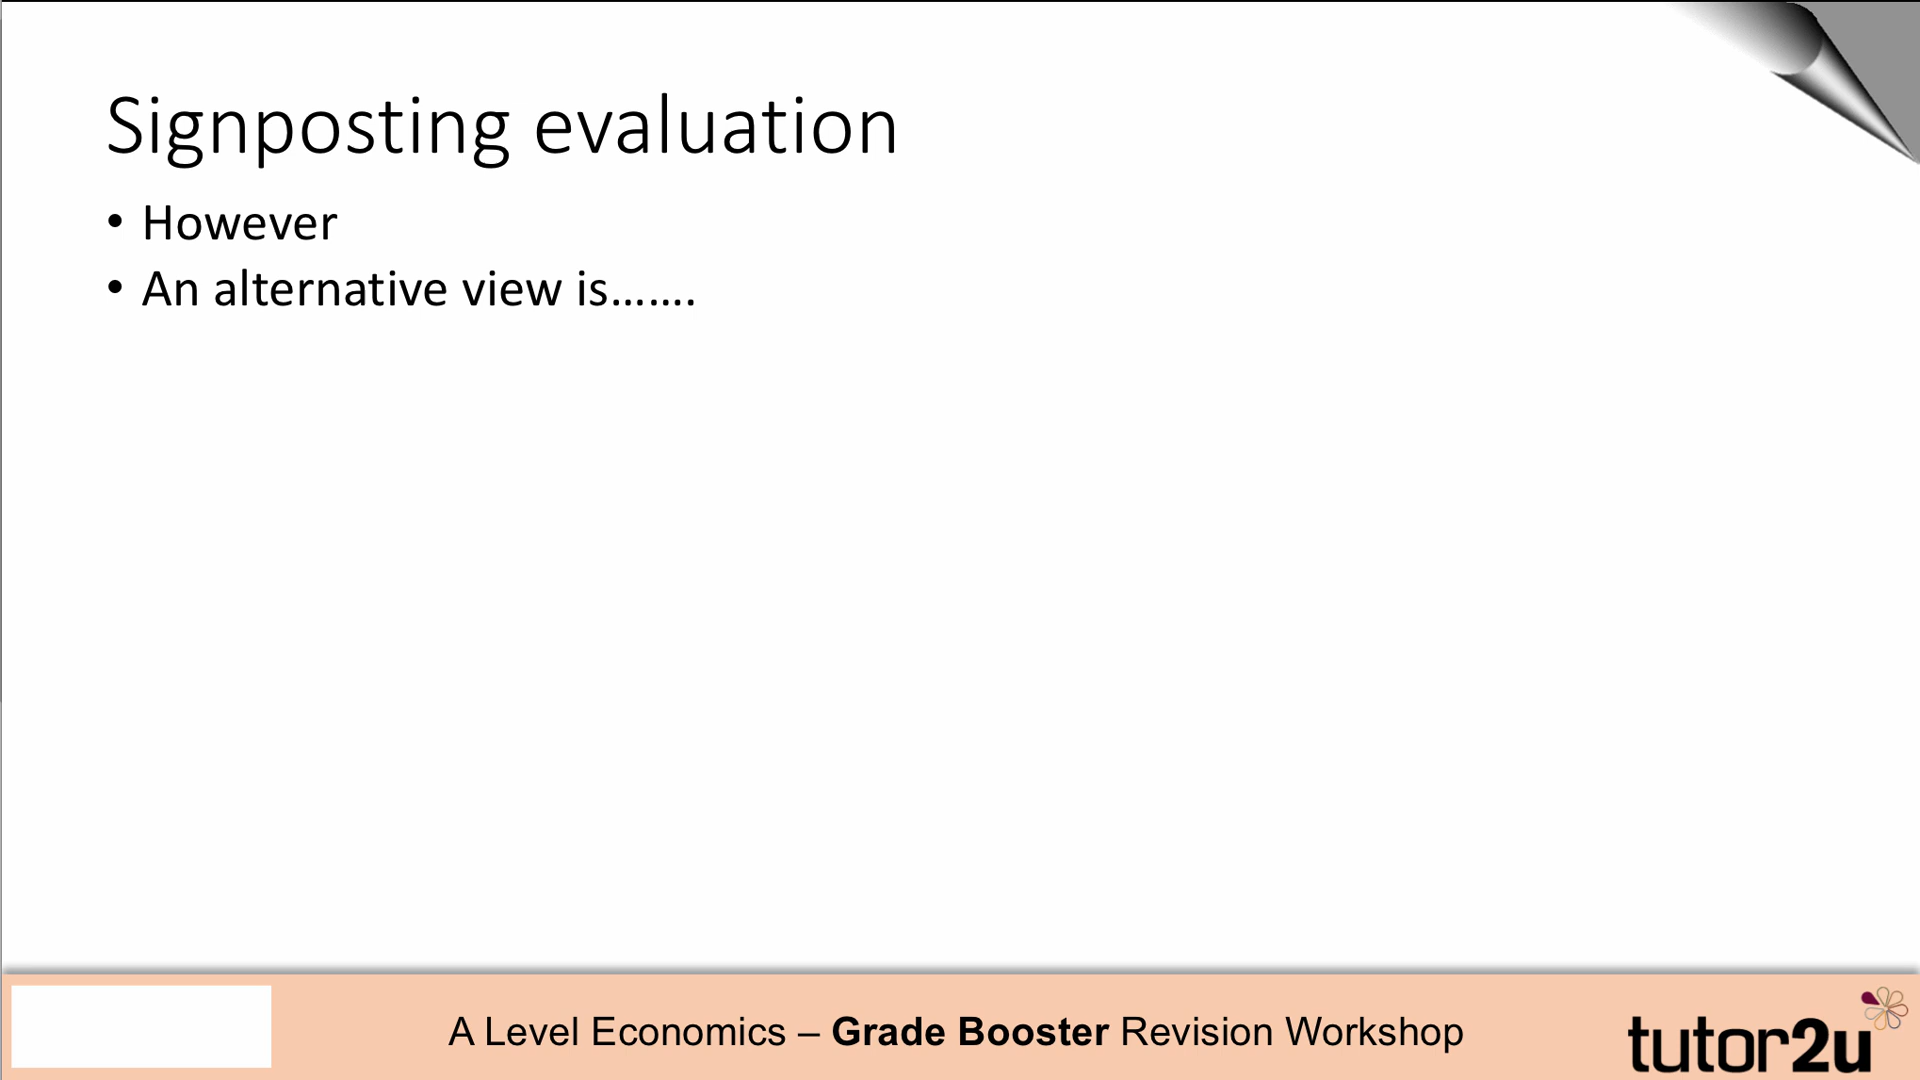 Signposting evaluation
• However
• An alternative view is…….
A Level Economics – Grade Booster Revision Workshop
tutor2u